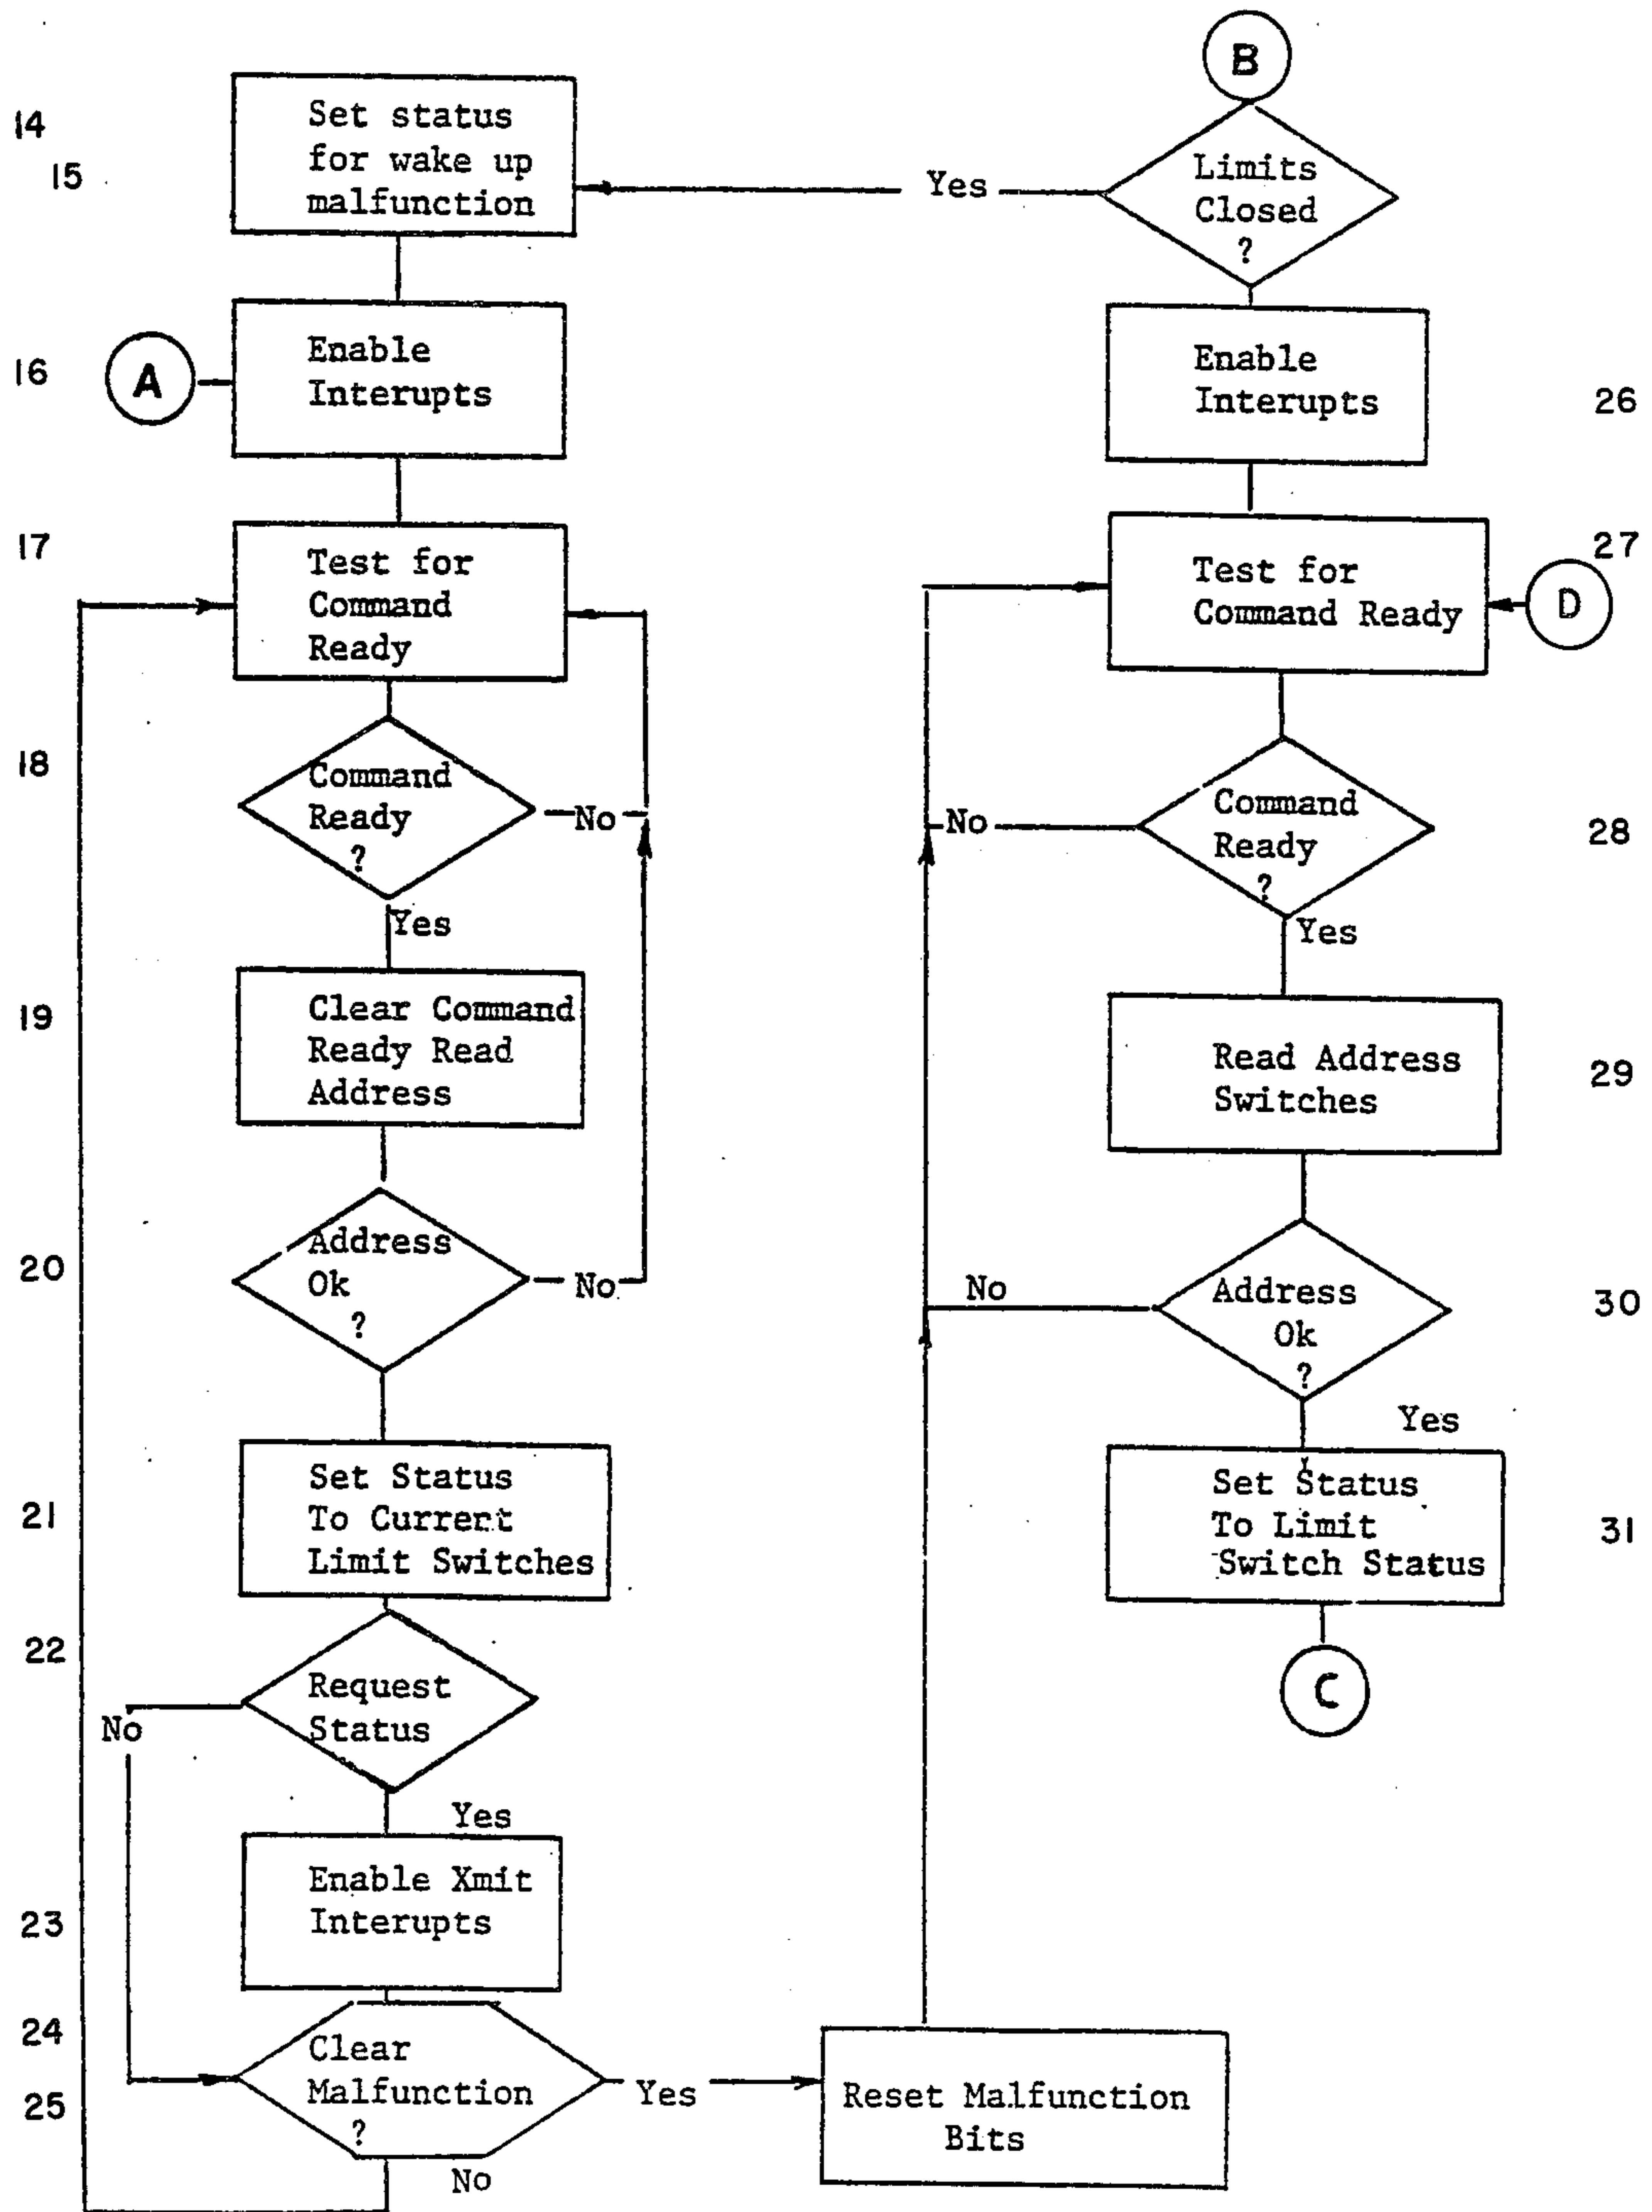 B
14
15
Set status
for wake up
malfunction
Yes
Limits
Closed
?
16
A
Enable
Interupts
Enable
Interupts
26
17
Test for
Command
Ready
Test for
Command Ready
27
D
18
Command
Ready
?
No
Yes
No
Command
Ready
?
Yes
28
19
Clear Command
Ready Read
Address
Read Address
Switches
29
20
Address
Ok
?
No
No
Address
Ok
?
Yes
30
21
Set Status
To Current
Limit Switches
Set Status
To Limit
Switch Status
31
C
22
Request
Status
No
Yes
23
Enable Xmit
Interupts
24
25
Clear
Malfunction
?
Yes
No
Reset Malfunction
Bits